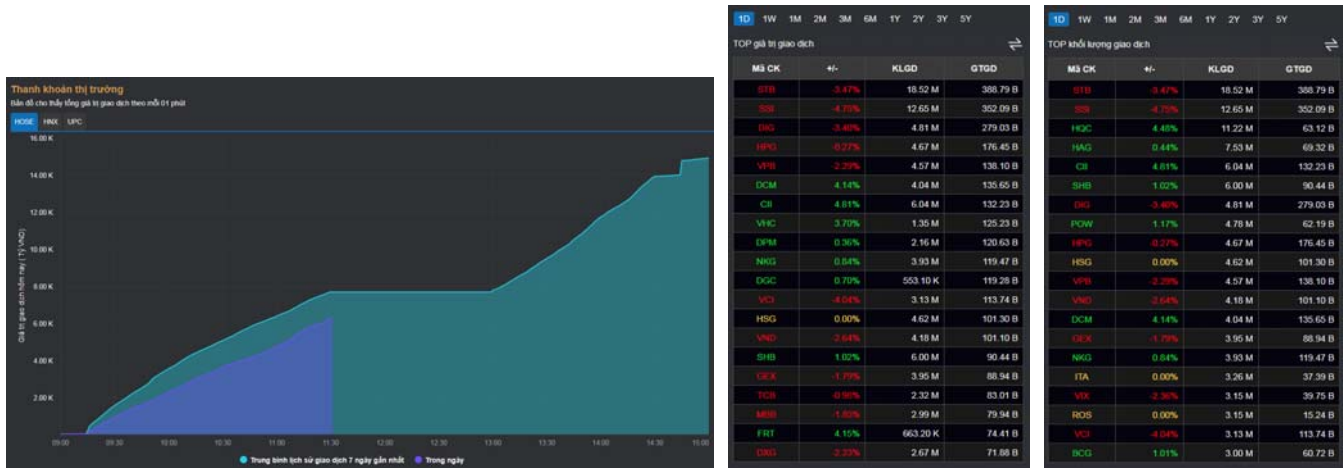 Thanh khoản thị trường
Bản đồ cho thấy tổng giá trị giao dịch theo mỗi 01 phút
HOSE HNX UPC
Giá trị giao dịch hôm nay ( Tỷ VND)
16.00 K
14.00 K
12.00 K
10.00 K
8.00 K
6.00 K
4.00 K
2.00 K
09:00 09:30 10:00 10:30 11:00 11:30 12:00 12:30 13:00 13:30 14:00 14:30 15:00
Trung bình lịch sử giao dịch 7 ngày gần nhất Trong ngày
1D 1W 1M 2M 3M 6M 1Y 2Y 3Y 5Y
TOP giá trị giao dịch
Mã CK +/- KLGD GTGD
STB -3.47% 18.52 M 388.79 B
SSI -4.75% 12.65 M 352.09 B
DIG -3.40% 4.81 M 279.03 B
HPG -0.27% 4.67 M 176.45 B
VPB -2.29% 4.57 M 138.10 B
DCM 4.14% 4.04 M 135.65 B
CII 4.61% 6.04 M 132.23 B
VHC 3.70% 1.35 M 125.23 B
DPM 0.36% 2.16 M 120.63 B
NKG 0.84% 3.93 M 119.47 B
DGC 0.70% 553.10 K 119.28 B
VCI -4.04% 3.13 M 113.74 B
HSG 0.00% 4.62 M 101.30 B
VND -2.64% 4.18 M 101.10 B
SHB 1.02% 6.00 M 90.44 B
GEX -1.79% 3.95 M 88.94 B
TCB 2.32 M 83.01 B
MBB 2.99 M 79.94 B
FRT 4.15% 663.20 K 74.41 B
DXG -2.23% 2.67 M 71.88 B
1D 1W 1M 2M 3M 6M 1Y 2Y 3Y 5Y
TOP khối lượng giao dịch
Mã CK +/- KLGD GTGD
STB -3.47% 18.52 M 388.79 B
SSI -4.75% 12.65 M 352.09 B
HQC 4.48% 11.22 M 63.12 B
HAG 0.44% 7.53 M 69.32 B
CII 4.61% 6.04 M 132.23 B
SHB 1.02% 6.00 M 90.44 B
DIG -3.40% 4.81 M 279.03 B
POW 1.17% 4.78 M 62.19 B
HPG -0.27% 4.67 M 176.45 B
HSG 0.00% 4.62 M 101.30 B
VPB -2.29% 4.57 M 138.10 B
VND -2.64% 4.18 M 101.10 B
DCM 4.14% 4.04 M 135.65 B
GEX -1.79% 3.95 M 88.94 B
NKG 0.84% 3.93 M 119.47 B
ITA 0.00% 3.26 M 37.39 B
VIX -2.36% 3.15 M 39.75 B
ROS 0.00% 3.15 M 15.24 B
VCI -4.04% 3.13 M 113.74 B
BCG 1.01% 3.00 M 60.72 B